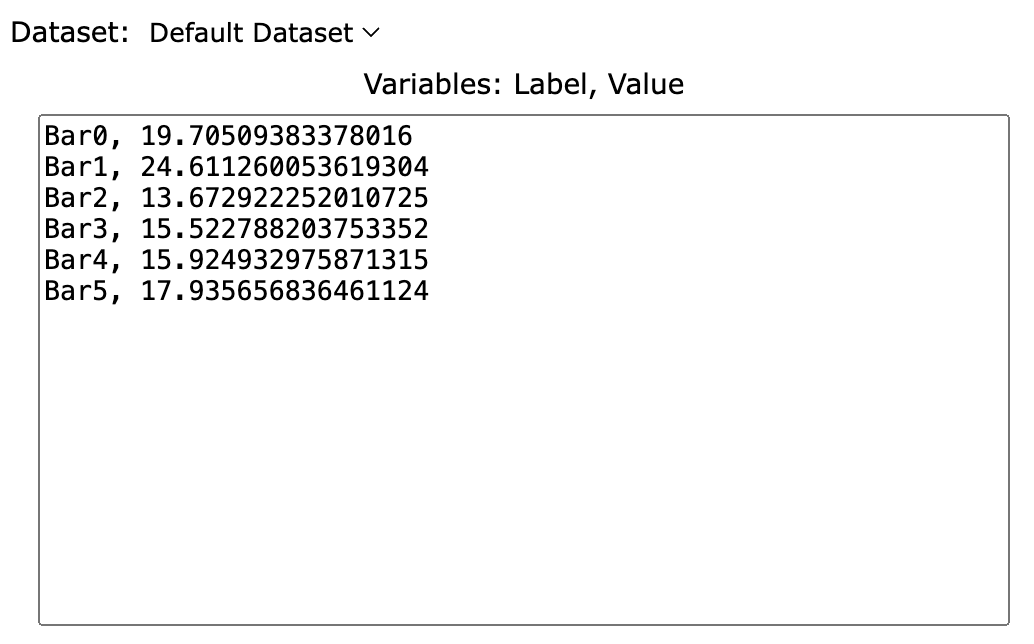 Dataset: Default Dataset
Variables: Label, Value
Bar0, 19.70509383378016
Bar1, 24.611260053619304
Bar2, 13.672922252010725
Bar3, 15.522788203753352
Bar4, 15.924932975871315
Bar5, 17.935656836461124